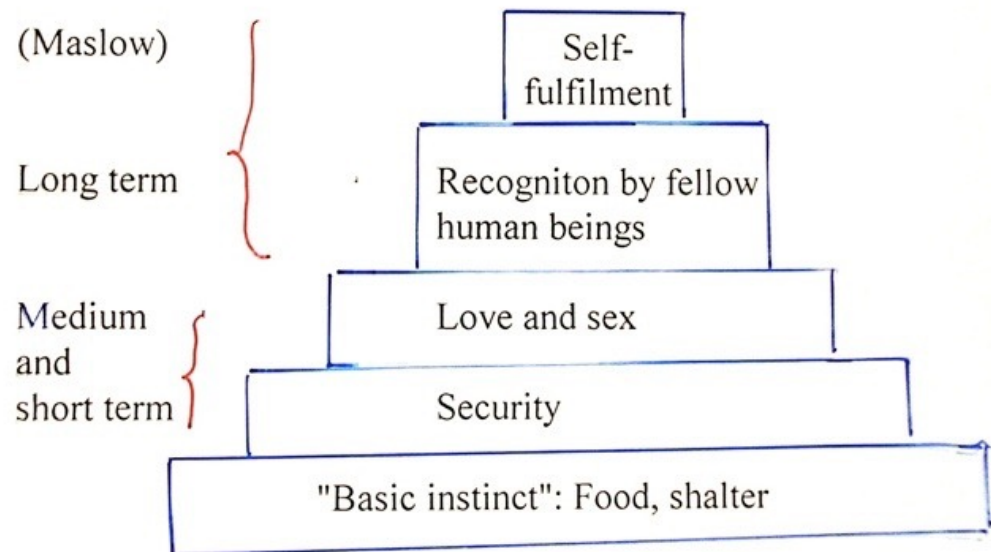 (Maslow)
Self-
fulfilment
Long term
Recogniton by fellow
human beings
Medium
and
short term
Love and sex
Security
"Basic instinct": Food, shalter